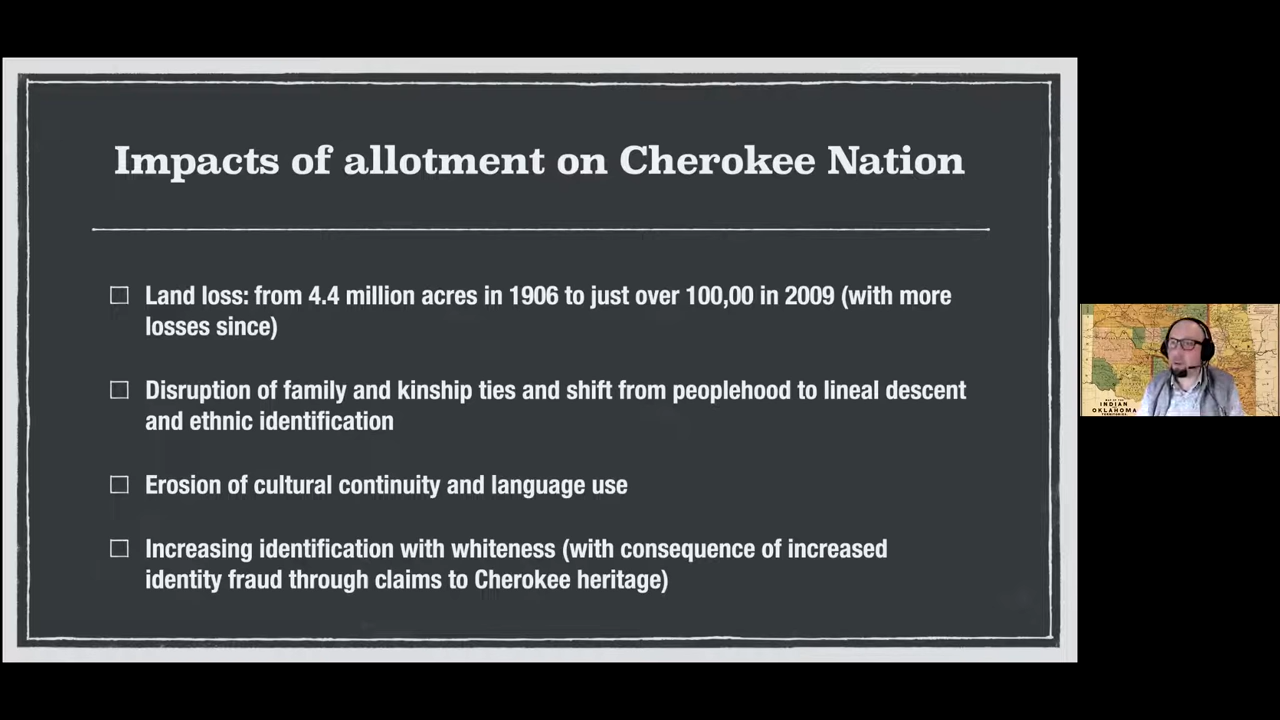 Impacts of allotment on Cherokee Nation
Land loss: from 4.4 million acres in 1906 to just over 100,00 in 2009 (with more
losses since)
Disruption of family and kinship ties and shift from peoplehood to lineal descent
and ethnic identification
Erosion of cultural continuity and language use
Increasing identification with whiteness (with consequence of increased
identity fraud through claims to Cherokee heritage)
INDIAN
OKLAHOMA